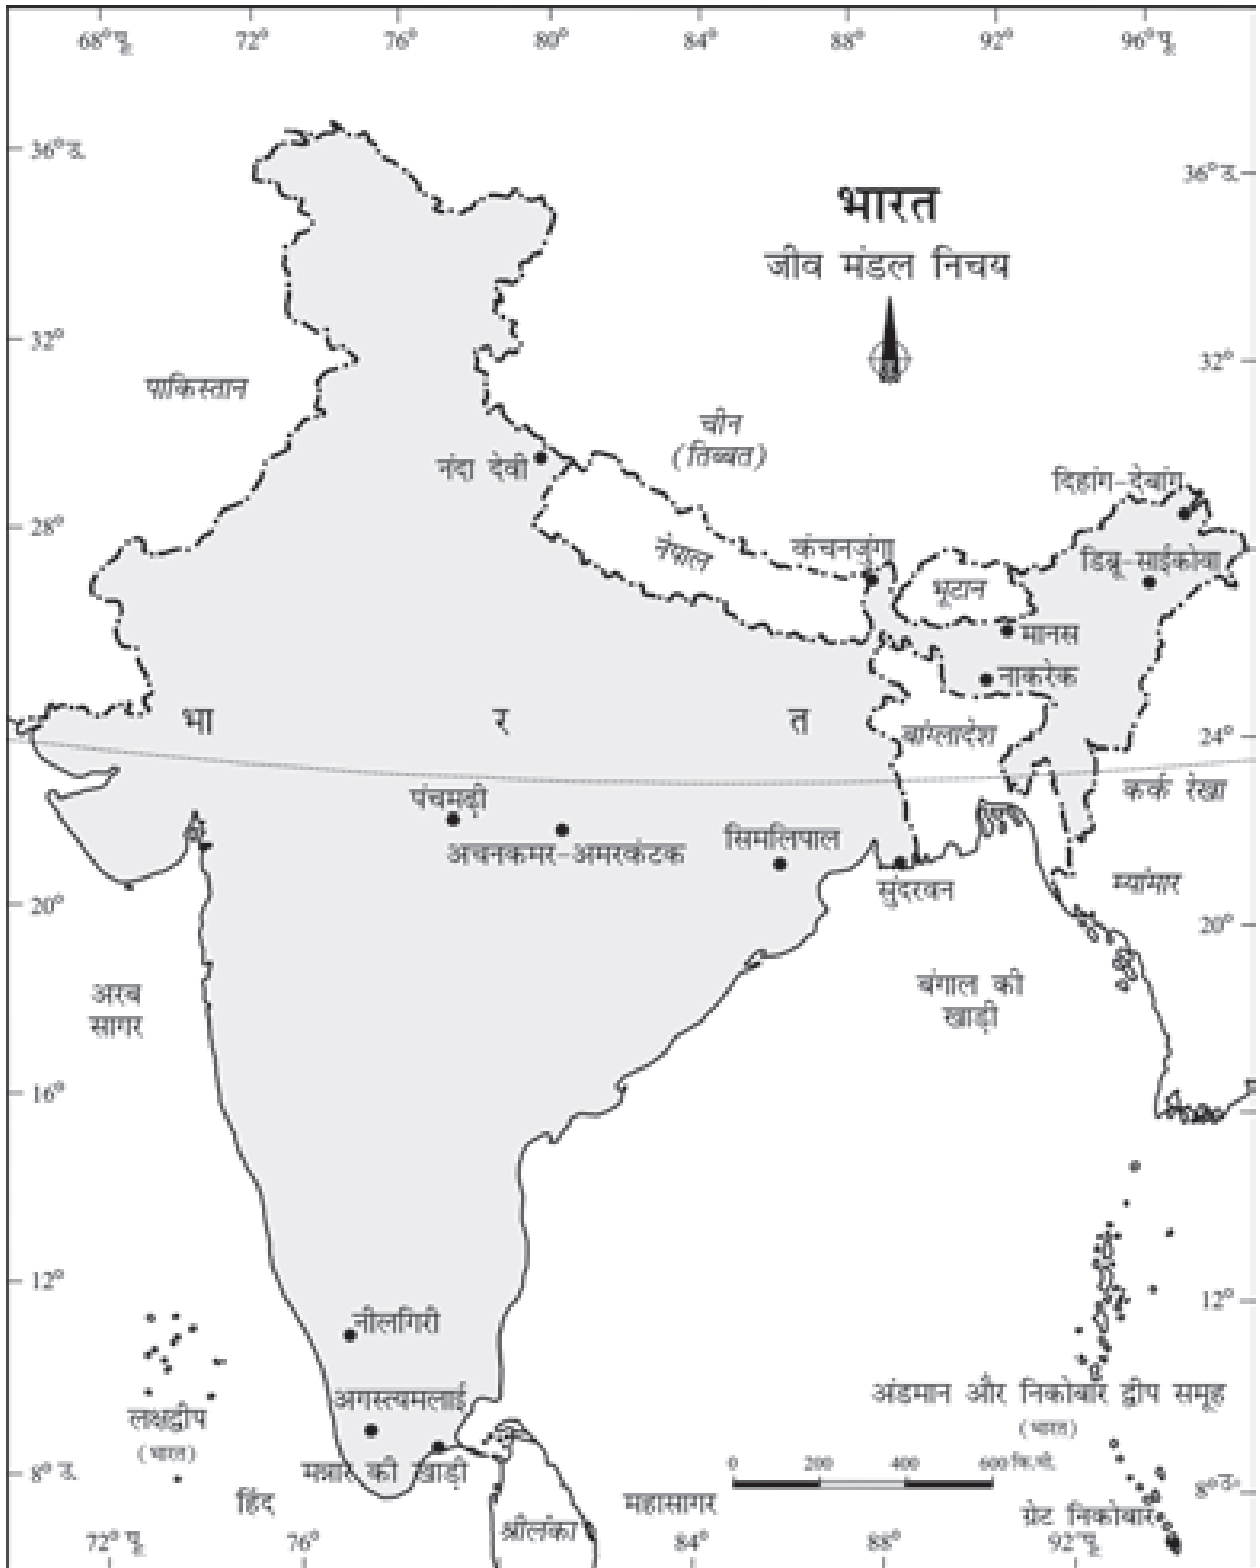 68° पू.
72°
76°
80°
84°
88°
92°
96° पू.
36° उ.
36° उ.
भारत
जीव मंडल निचय
32°
32°
पाकिस्तान
चीन
(तिब्बत)
नंदा देवी
दिहांग-देबांग
28°
नेपाल
कंचनजुंगा
डिब्रू-साईकोवा
भूटान
मानस
नाकरेक
भा र त
बांग्लादेश
24°
कर्क रेखा
पंचमढ़ी
अचनकमर-अमरकंटक
सिमलिपाल
सुंदरवन
म्यांमार
20°
20°
अरब
सागर
बंगाल की
खाड़ी
16°
12°
12°
नीलगिरी
अगस्त्यमलाई
अंडमान और निकोबार द्वीप समूह
(भारत)
लक्षद्वीप
(भारत)
मन्नार की खाड़ी
0 200 400 600 कि.मी.
8° उ.
8° उ.
हिंद
महासागर
श्रीलंका
ग्रेट निकोबार
72° पू.
76°
84°
88°
92° पू.